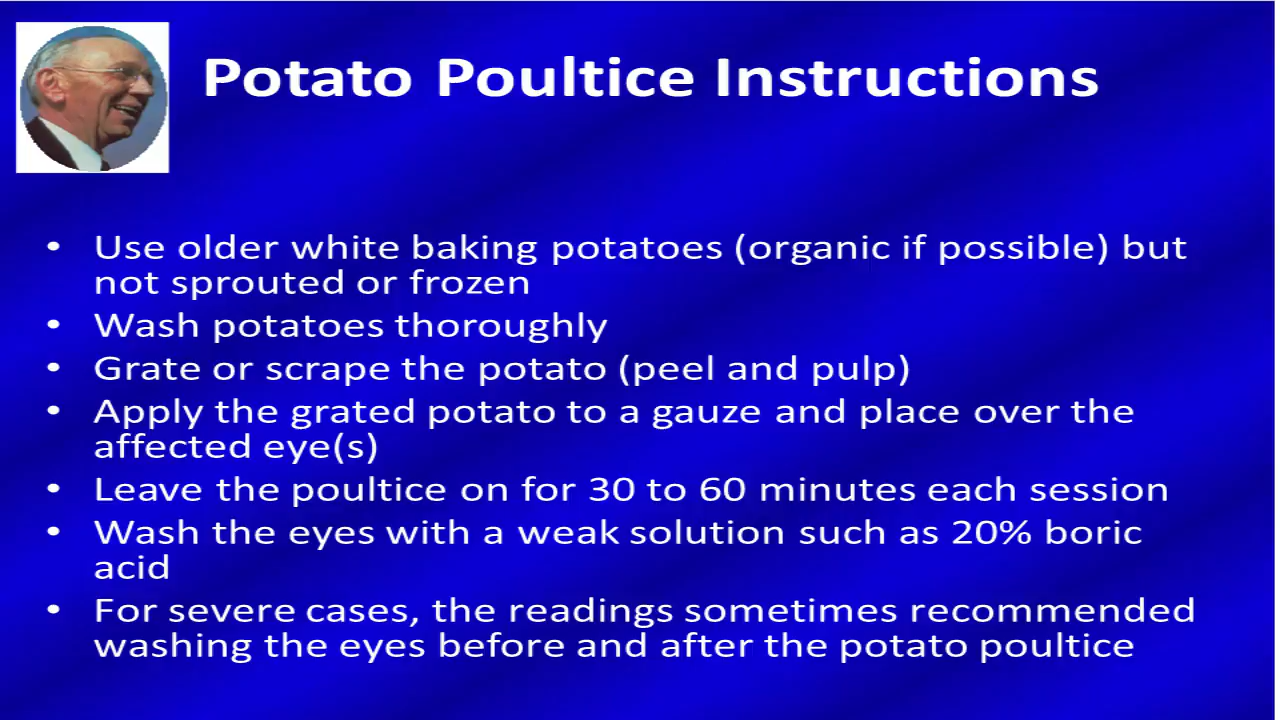 Potato Poultice Instructions
• Use older white baking potatoes (organic if possible) but
not sprouted or frozen
• Wash potatoes thoroughly
• Grate or scrape the potato (peel and pulp)
• Apply the grated potato to a gauze and place over the
affected eye(s)
• Leave the poultice on for 30 to 60 minutes each session
• Wash the eyes with a weak solution such as 20% boric
acid
• For severe cases, the readings sometimes recommended
washing the eyes before and after the potato poultice